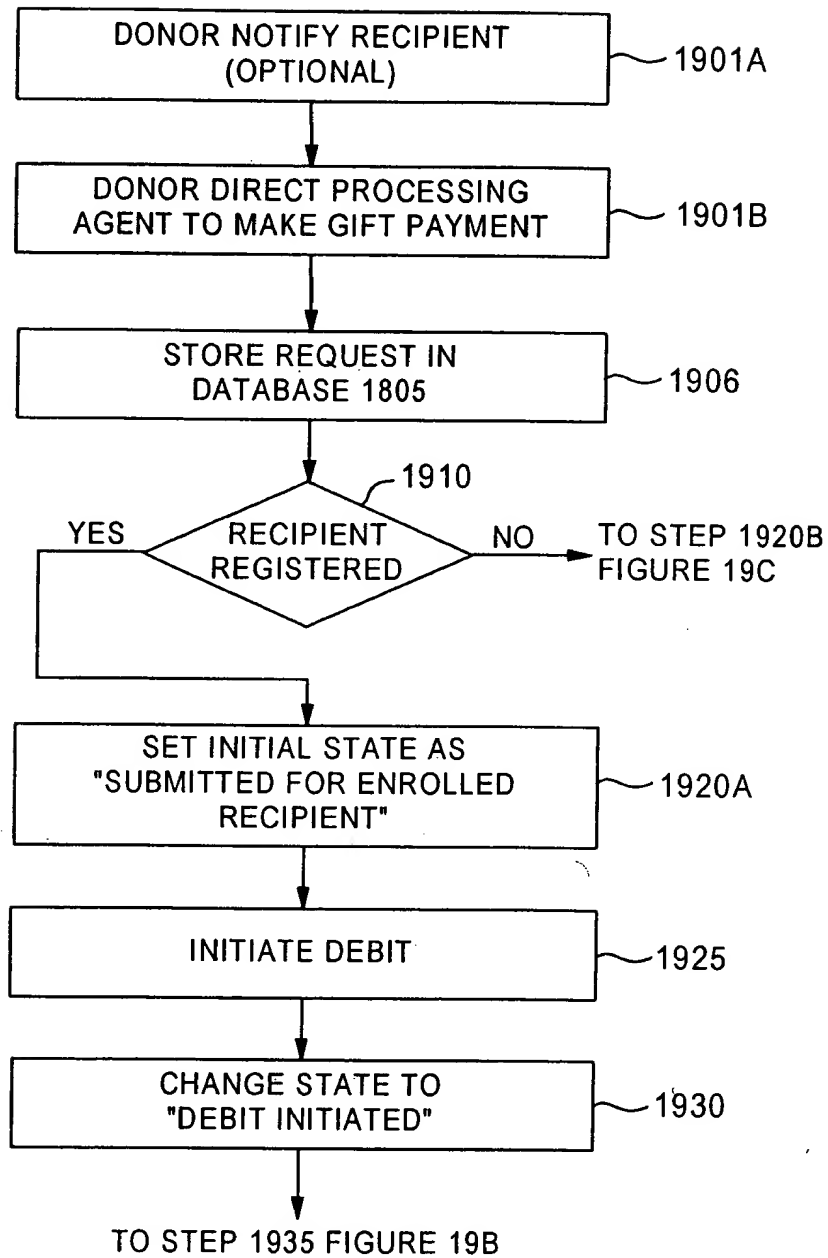 DONOR NOTIFY RECIPIENT
(OPTIONAL)
1901A
DONOR DIRECT PROCESSING
AGENT TO MAKE GIFT PAYMENT
1901B
STORE REQUEST IN
DATABASE 1805
1906
1910
YES
RECIPIENT
REGISTERED
NO
TO STEP 1920B
FIGURE 19C
SET INITIAL STATE AS
"SUBMITTED FOR ENROLLED
RECIPIENT"
1920A
INITIATE DEBIT
1925
CHANGE STATE TO
"DEBIT INITIATED"
1930
TO STEP 1935 FIGURE 19B